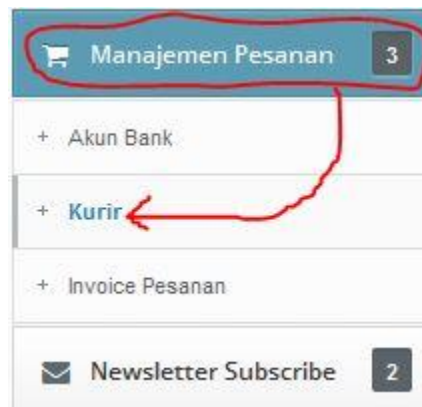 Manajemen Pesanan 3
+ Akun Bank
+ Kurir
+ Invoice Pesanan
Newsletter Subscribe 2